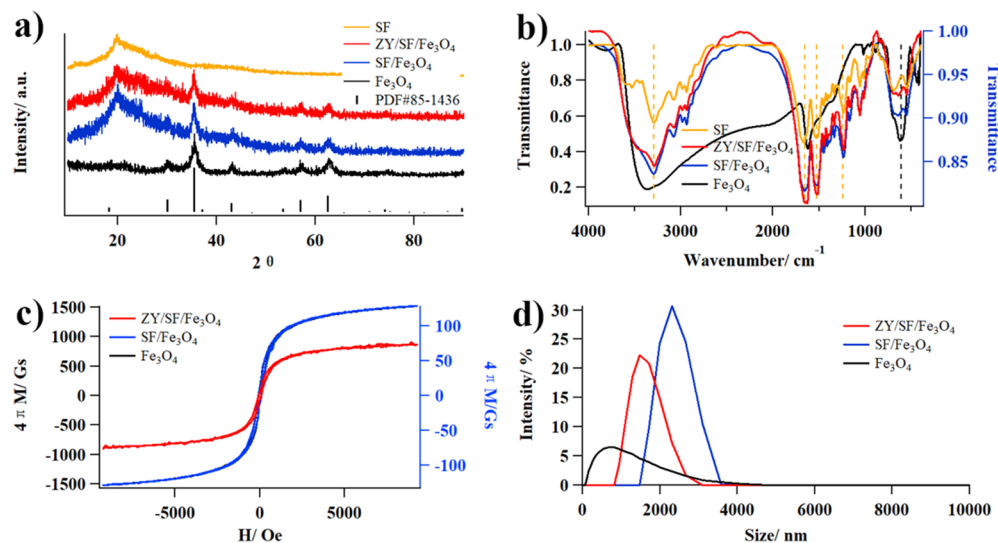 a)
Intensity/ a.u.
SF
ZY/SF/Fe₃O₄
SF/Fe₃O₄
Fe₃O₄
PDF#85-1436
20 40 60 80
2 θ
b)
Transmittance
1.0
0.8
0.6
0.4
0.2
SF
ZY/SF/Fe₃O₄
SF/Fe₃O₄
Fe₃O₄
1.00
0.95
0.90
0.85
0.80
Transmittance
4000 3000 2000 1000
Wavenumber/ cm⁻¹
c)
4 π M/ Gs
1500
1000
500
0
-500
-1000
-1500
ZY/SF/Fe₃O₄
SF/Fe₃O₄
Fe₃O₄
100
50
0
-50
-100
4 π M/Gs
-5000 0 5000
H/ Oe
d)
Intensity/ %
30
25
20
15
10
5
0
ZY/SF/Fe₃O₄
SF/Fe₃O₄
Fe₃O₄
0 2000 4000 6000 8000 10000
Size/ nm